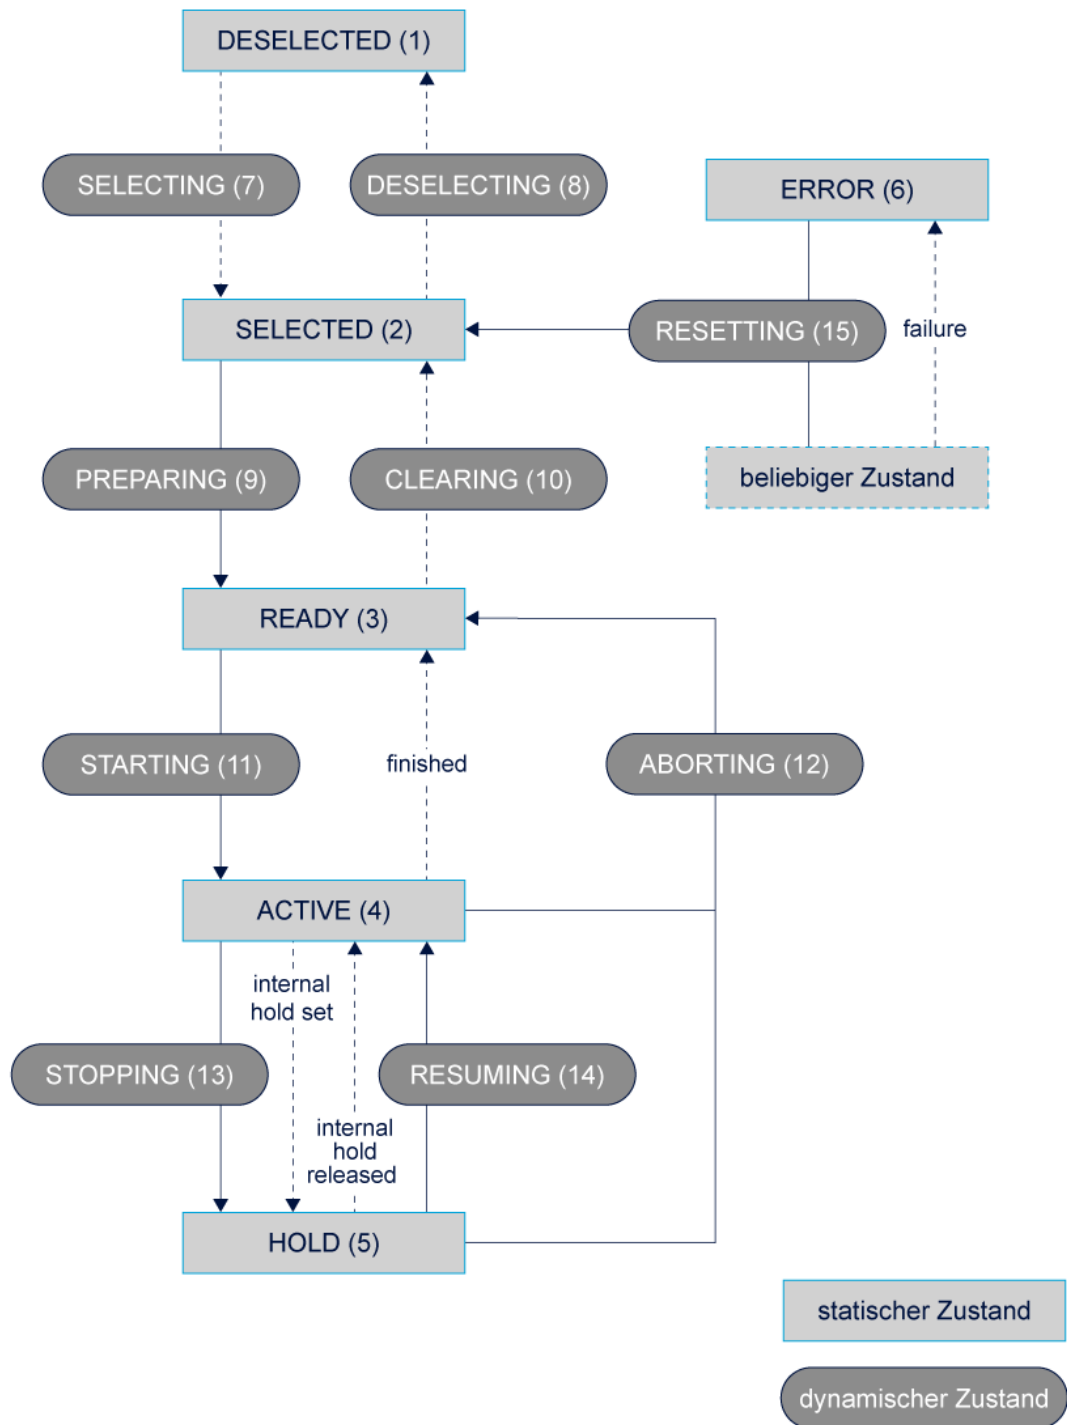 DESELECTED (1)
SELECTING (7)
DESELECTING (8)
ERROR (6)
SELECTED (2)
RESETTING (15)
failure
PREPARING (9)
CLEARING (10)
beliebiger Zustand
READY (3)
STARTING (11)
finished
ABORTING (12)
ACTIVE (4)
internal
hold set
STOPPING (13)
RESUMING (14)
internal
hold
released
HOLD (5)
statischer Zustand
dynamischer Zustand